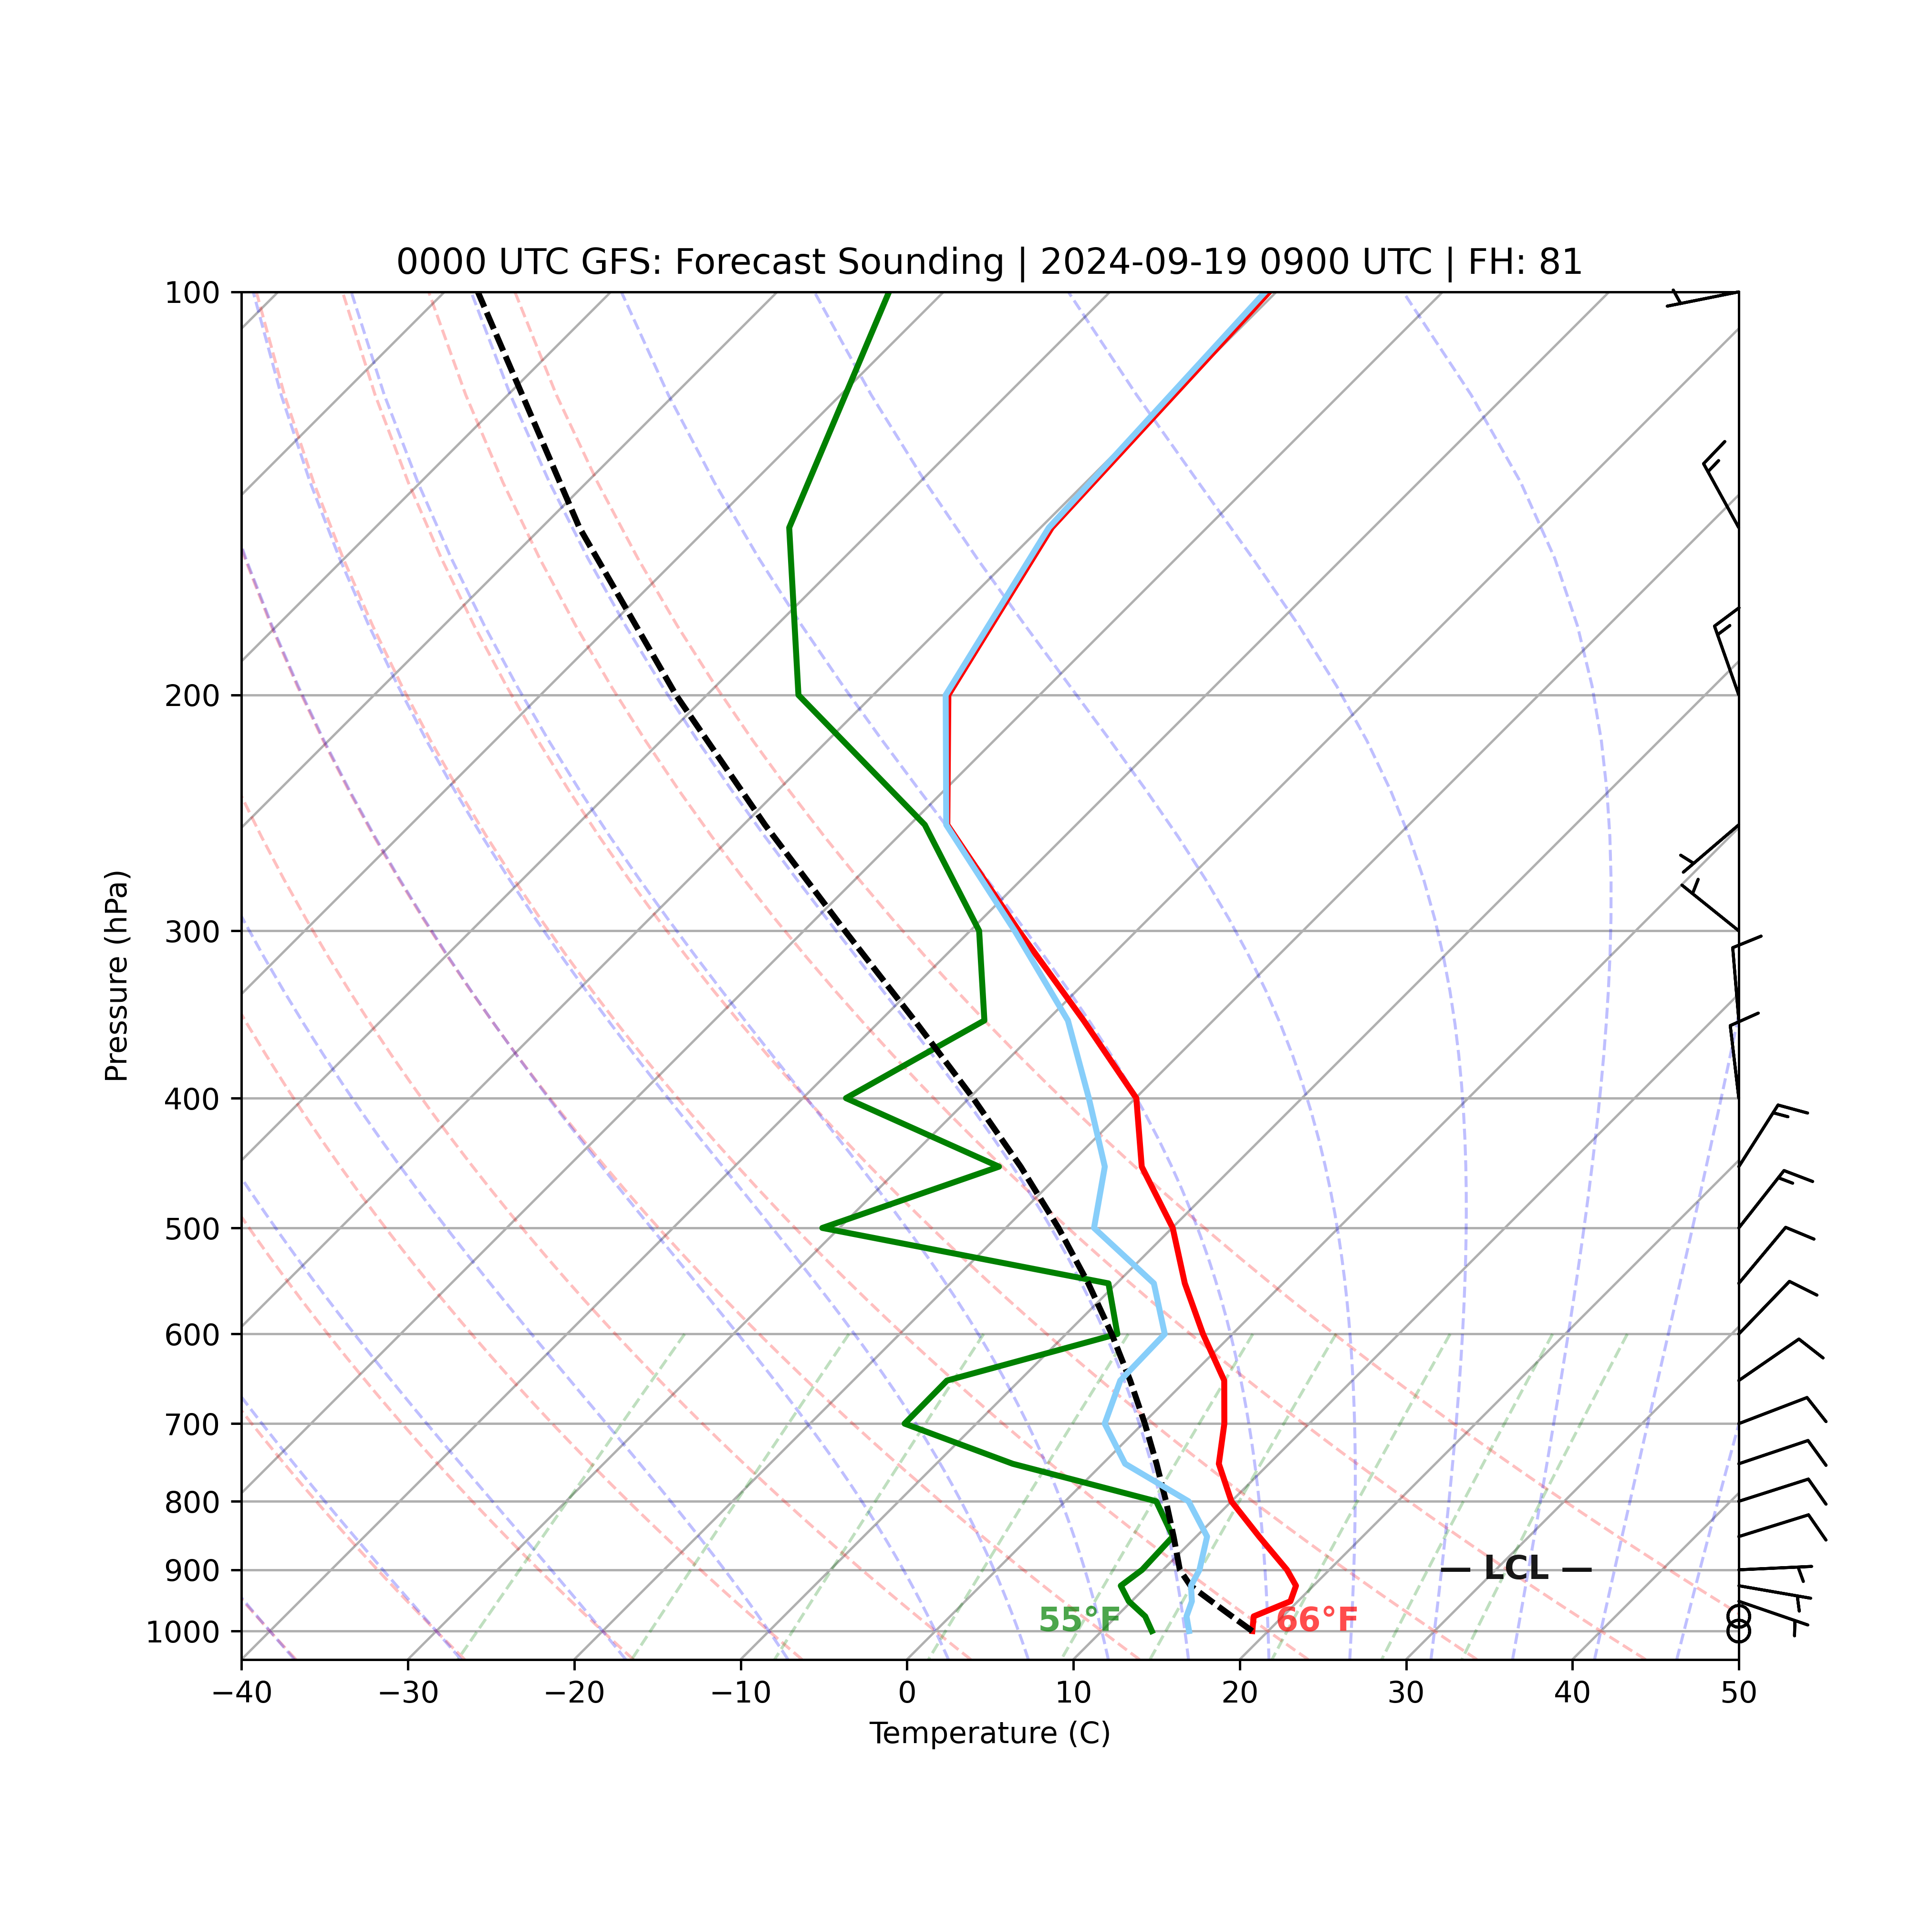 0000 UTC GFS: Forecast Sounding | 2024-09-19 0900 UTC | FH: 81
100
200
300
400
500
600
700
800
900
1000
Pressure (hPa)
— LCL —
55°F
66°F
−40 −30 −20 −10 0 10 20 30 40 50
Temperature (C)